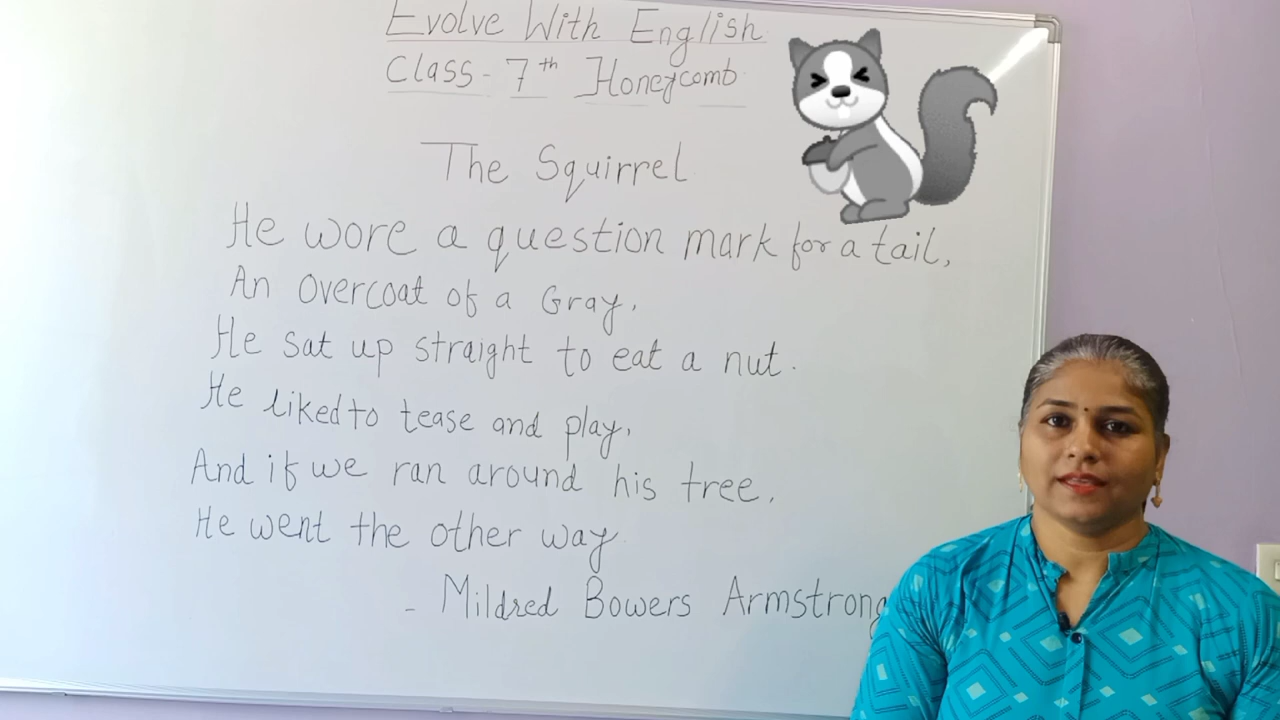 Evolve With English
Class - 7th Honeycomb
The Squirrel
He wore a question mark for a tail,
An Overcoat of a Gray,
He sat up straight to eat a nut.
He liked to tease and play,
And if we ran around his tree,
He went the other way
- Mildred Bowers Armstrong